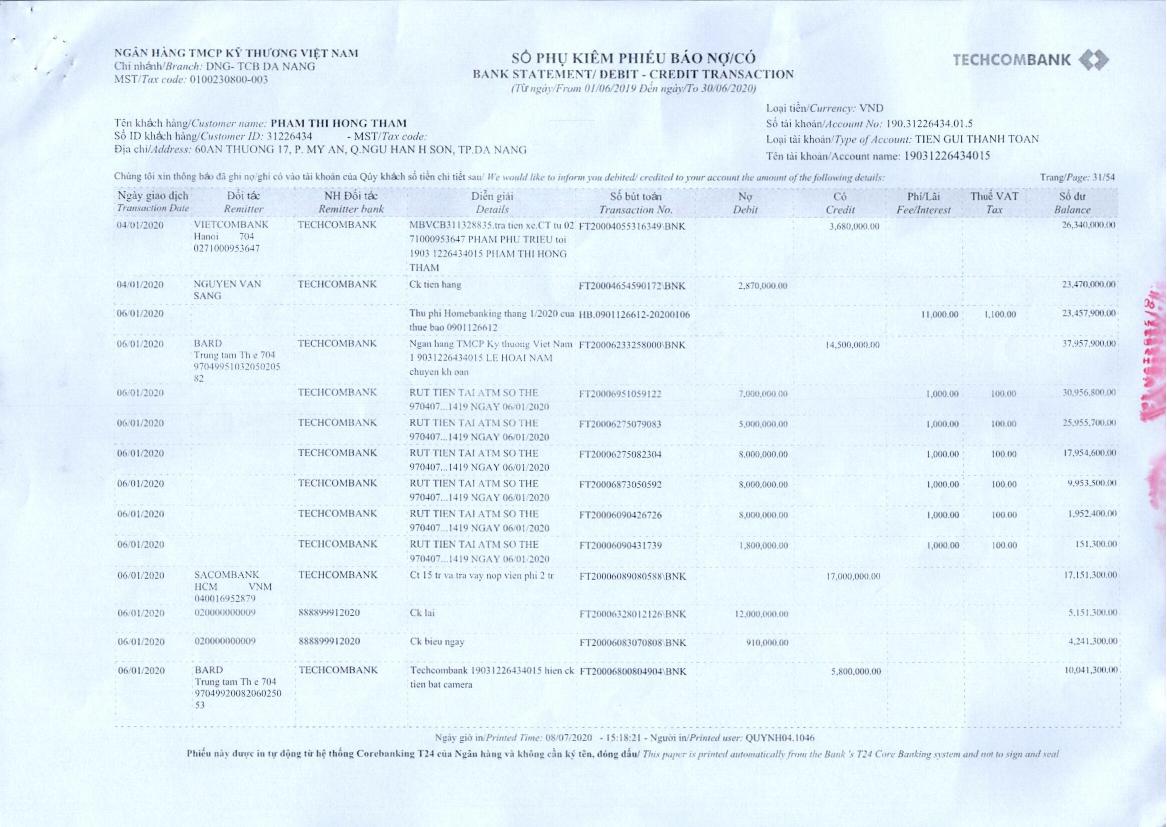 NGÂN HÀNG TMCP KỸ THƯƠNG VIỆT NAM
Chi nhánh/Branch: DNG- TCB DA NANG
MST/Tax code: 0100230800-003
SỔ PHỤ KIÊM PHIẾU BÁO NỢ/CÓ
BANK STATEMENT/ DEBIT - CREDIT TRANSACTION
(Từ ngày/From 01/06/2019 Đến ngày/To 30/06/2020)
TECHCOMBANK
Tên khách hàng/Customer name: PHAM THI HONG THAM
Số ID khách hàng/Customer ID: 31226434 - MST/Tax code:
Địa chỉ/Address: 60AN THUONG 17, P. MY AN, Q.NGU HAN H SON, TP.DA NANG
Loại tiền/Currency: VND
Số tài khoản/Account No: 190.31226434.01.5
Loại tài khoản/Type of Account: TIEN GUI THANH TOAN
Tên tài khoản/Account name: 19031226434015
Chúng tôi xin thông báo đã ghi nợ/ghi có vào tài khoản của Qúy khách số tiền chi tiết sau/ We would like to inform you debited/ credited to your account the amount of the following details:
Trang/Page: 31/54
Ngày giao dịch Đối tác NH Đối tác Diễn giải Số bút toán Nợ Có Phí/Lãi Thuế VAT Số dư
Transaction Date Remitter Remitter bank Details Transaction No. Debit Credit Fee/Interest Tax Balance
04/01/2020 VIETCOMBANK TECHCOMBANK MBVCB311328835.tra tien xe.CT tu 02 FT20004055316349\BNK 3,680,000.00 26,340,000.00
Hanoi 704 71000953647 PHAM PHU TRIEU toi
0271000953647 1903 1226434015 PHAM THI HONG
THAM
04/01/2020 NGUYEN VAN TECHCOMBANK Ck tien hang FT20004654590172\BNK 2,870,000.00 23,470,000.00
SANG
06/01/2020 Thu phi Homebanking thang 1/2020 cua HB.0901126612-20200106 11,000.00 1,100.00 23,457,900.00
thue bao 0901126612
06/01/2020 BARD TECHCOMBANK Ngan hang TMCP Ky thuong Viet Nam FT20006233258000\BNK 14,500,000.00 37,957,900.00
Trung tam Th e 704 1 9031226434015 LE HOAI NAM
97049951032050205 chuyen kh oan
82
06/01/2020 TECHCOMBANK RUT TIEN TAI ATM SO THE FT20006951059122 7,000,000.00 1,000.00 100.00 30,956,800.00
970407...1419 NGAY 06/01/2020
06/01/2020 TECHCOMBANK RUT TIEN TAI ATM SO THE FT20006275079083 5,000,000.00 1,000.00 100.00 25,955,700.00
970407...1419 NGAY 06/01/2020
06/01/2020 TECHCOMBANK RUT TIEN TAI ATM SO THE FT20006275082304 8,000,000.00 1,000.00 100.00 17,954,600.00
970407...1419 NGAY 06/01/2020
06/01/2020 TECHCOMBANK RUT TIEN TAI ATM SO THE FT20006873050592 8,000,000.00 1,000.00 100.00 9,953,500.00
970407...1419 NGAY 06/01/2020
06/01/2020 TECHCOMBANK RUT TIEN TAI ATM SO THE FT20006090426726 8,000,000.00 1,000.00 100.00 1,952,400.00
970407...1419 NGAY 06/01/2020
06/01/2020 TECHCOMBANK RUT TIEN TAI ATM SO THE FT20006090431739 1,800,000.00 1,000.00 100.00 151,300.00
970407...1419 NGAY 06/01/2020
06/01/2020 SACOMBANK TECHCOMBANK Ct 15 tr va tra vay nop vien phi 2 tr FT20006089080588\BNK 17,000,000.00 17,151,300.00
HCM VNM
040016952879
06/01/2020 020000000009 888899912020 Ck lai FT20006328012126\BNK 12,000,000.00 5,151,300.00
06/01/2020 020000000009 888899912020 Ck bieu ngay FT20006083070808\BNK 910,000.00 4,241,300.00
06/01/2020 BARD TECHCOMBANK Techcombank 19031226434015 hien ck FT20006800804904\BNK 5,800,000.00 10,041,300.00
Trung tam Th e 704 tien bat camera
97049920082060250
53
Ngày giờ in/Printed Time: 08/07/2020 - 15:18:21 - Người in/Printed user: QUYNH04.1046
Phiếu này được in tự động từ hệ thống Corebanking T24 của Ngân hàng và không cần ký tên, đóng dấu/ This paper is printed automatically from the Bank 's T24 Core Banking system and not to sign and seal